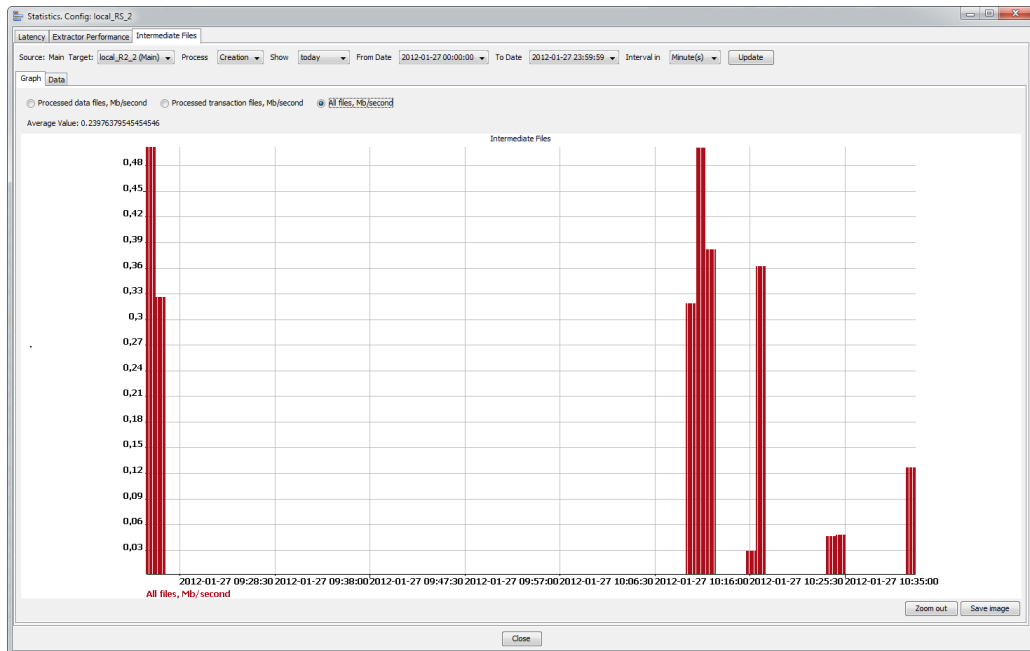 Statistics. Config: local_RS_2
Latency Extractor Performance Intermediate Files
Source: Main Target: local_R2_2 (Main) Process Creation Show today From Date 2012-01-27 00:00:00 To Date 2012-01-27 23:59:59 Interval in Minute(s) Update
Graph Data
Processed data files, Mb/second Processed transaction files, Mb/second All files, Mb/second
Average Value: 0.23976379545454546
Intermediate Files
0,48
0,45
0,42
0,39
0,36
0,33
0,3
0,27
0,24
0,21
0,18
0,15
0,12
0,09
0,06
0,03
2012-01-27 09:28:30 2012-01-27 09:38:00 2012-01-27 09:47:30 2012-01-27 09:57:00 2012-01-27 10:06:30 2012-01-27 10:16:00 2012-01-27 10:25:30 2012-01-27 10:35:00
All files, Mb/second
Zoom out Save image
Close